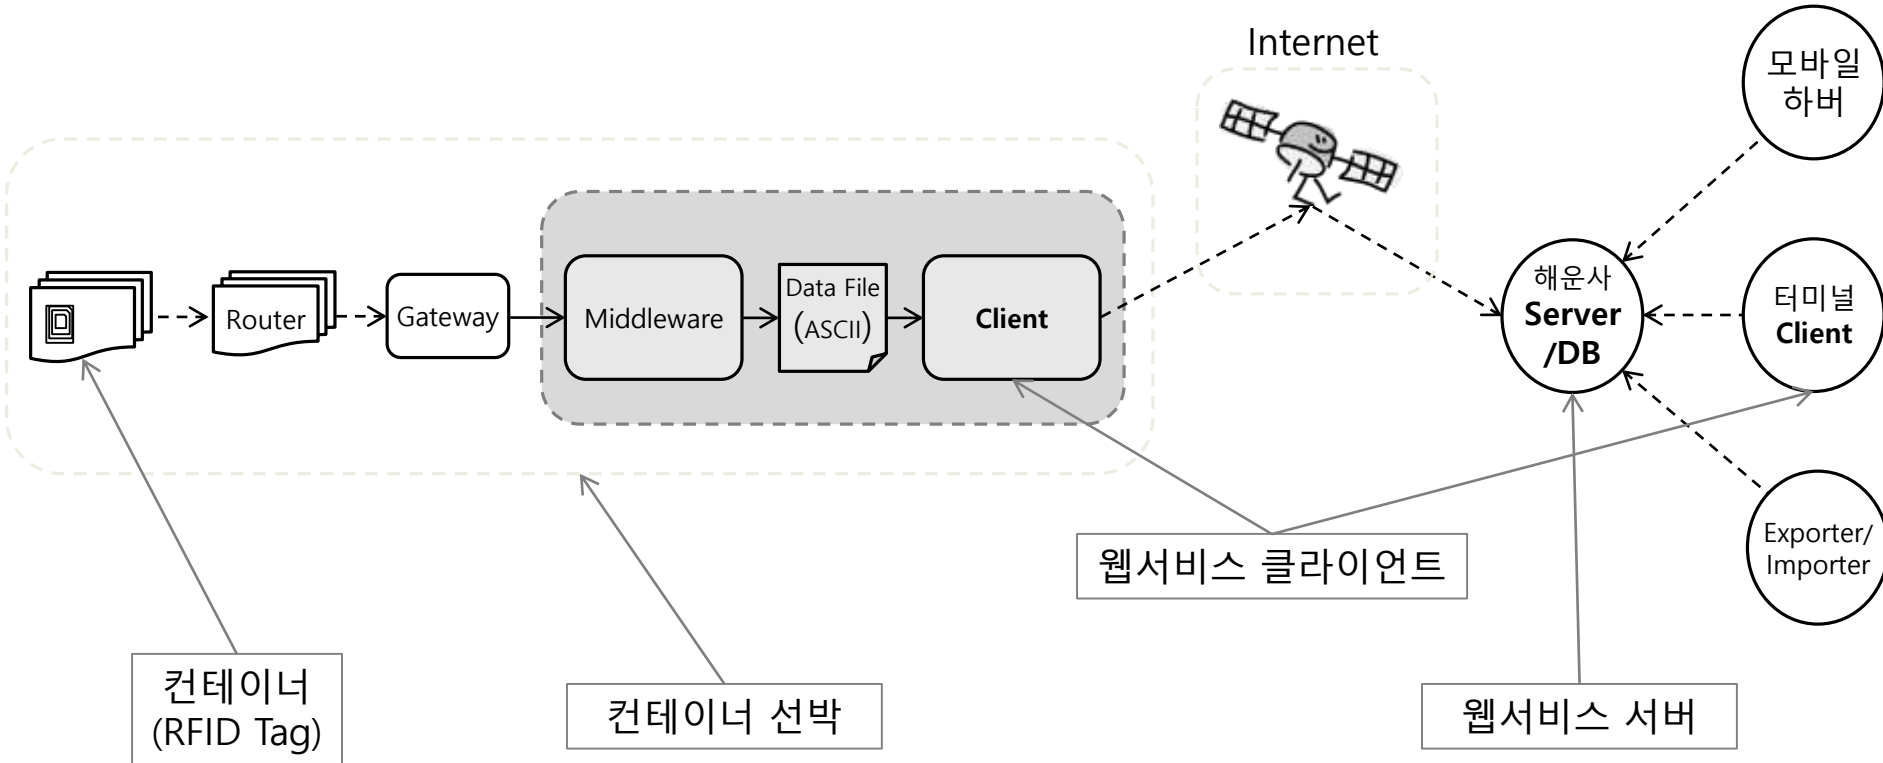 Internet
모바일
하버
Router
Gateway
Middleware
Data File
(ASCII)
Client
해운사
Server
/DB
터미널
Client
Exporter/
Importer
웹서비스 클라이언트
컨테이너
(RFID Tag)
컨테이너 선박
웹서비스 서버